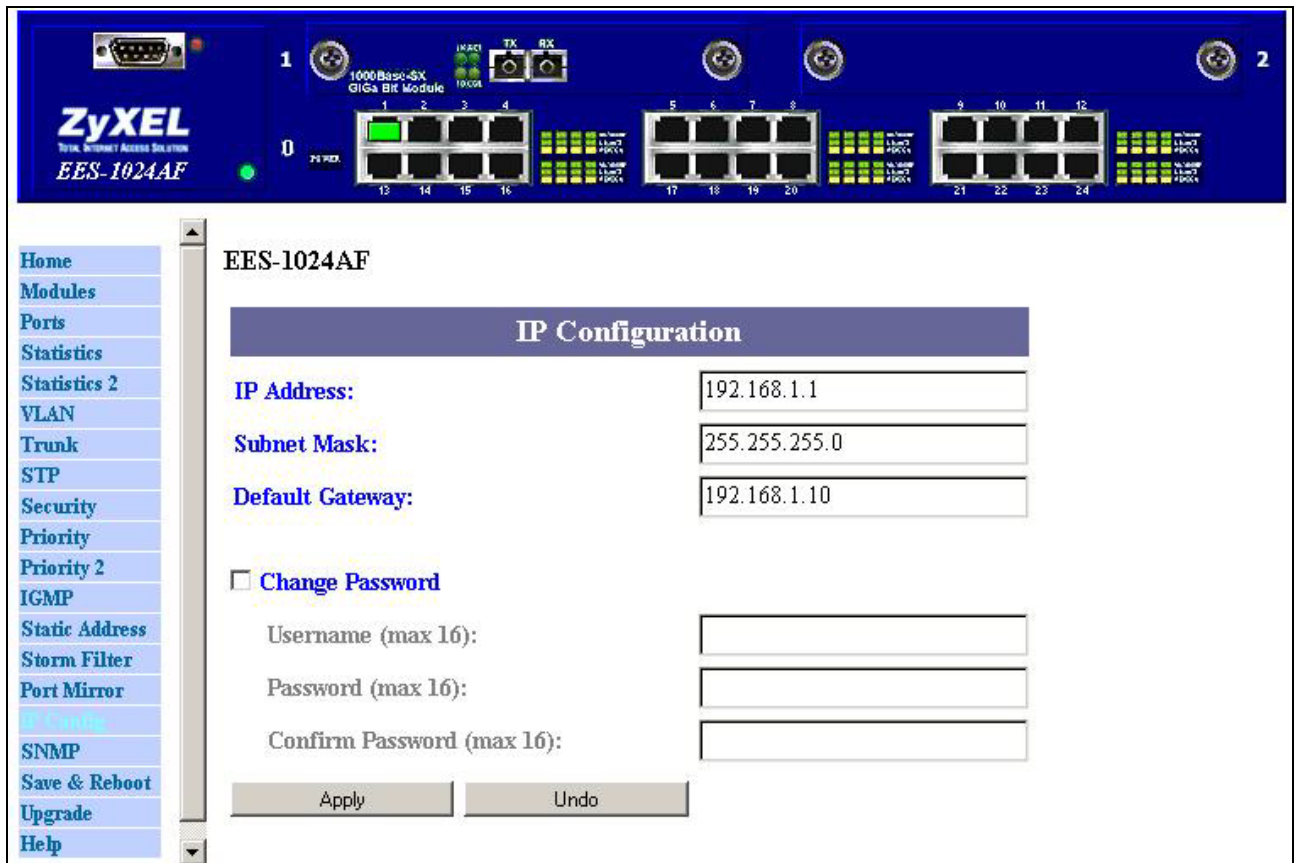 1
1000Base-SX
GIGa Bit Module
TX RX
2
ZyXEL
TOTAL INTERNET ACCESS SOLUTION
EES-1024AF
0
POWER
1 2 3 4
5 6 7 8
9 10 11 12
13 14 15 16
17 18 19 20
21 22 23 24
Home
Modules
Ports
Statistics
Statistics 2
VLAN
Trunk
STP
Security
Priority
Priority 2
IGMP
Static Address
Storm Filter
Port Mirror
IP Config
SNMP
Save & Reboot
Upgrade
Help
EES-1024AF
IP Configuration
IP Address: 192.168.1.1
Subnet Mask: 255.255.255.0
Default Gateway: 192.168.1.10
Change Password
Username (max 16):
Password (max 16):
Confirm Password (max 16):
Apply Undo